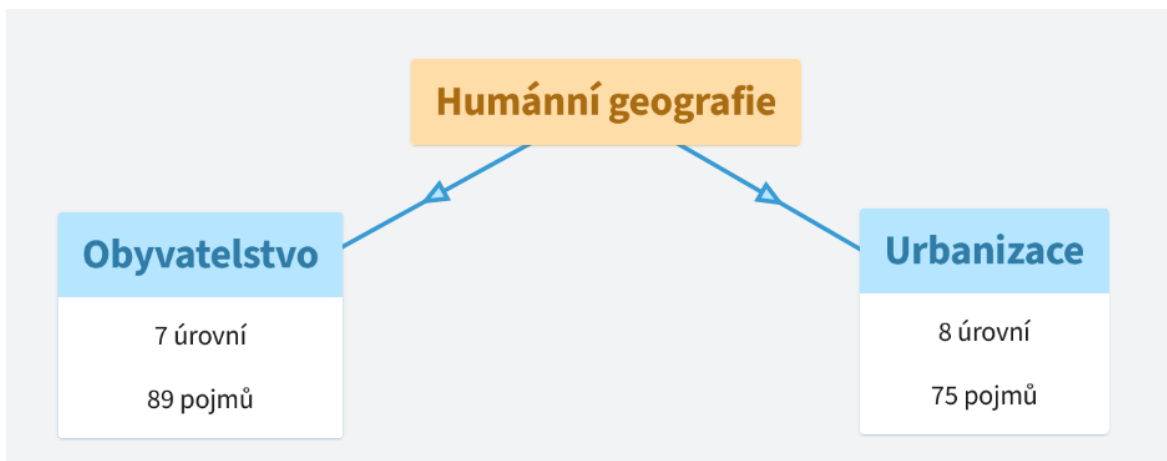 Humánní geografie
Obyvatelstvo
7 úrovní
89 pojmů
Urbanizace
8 úrovní
75 pojmů